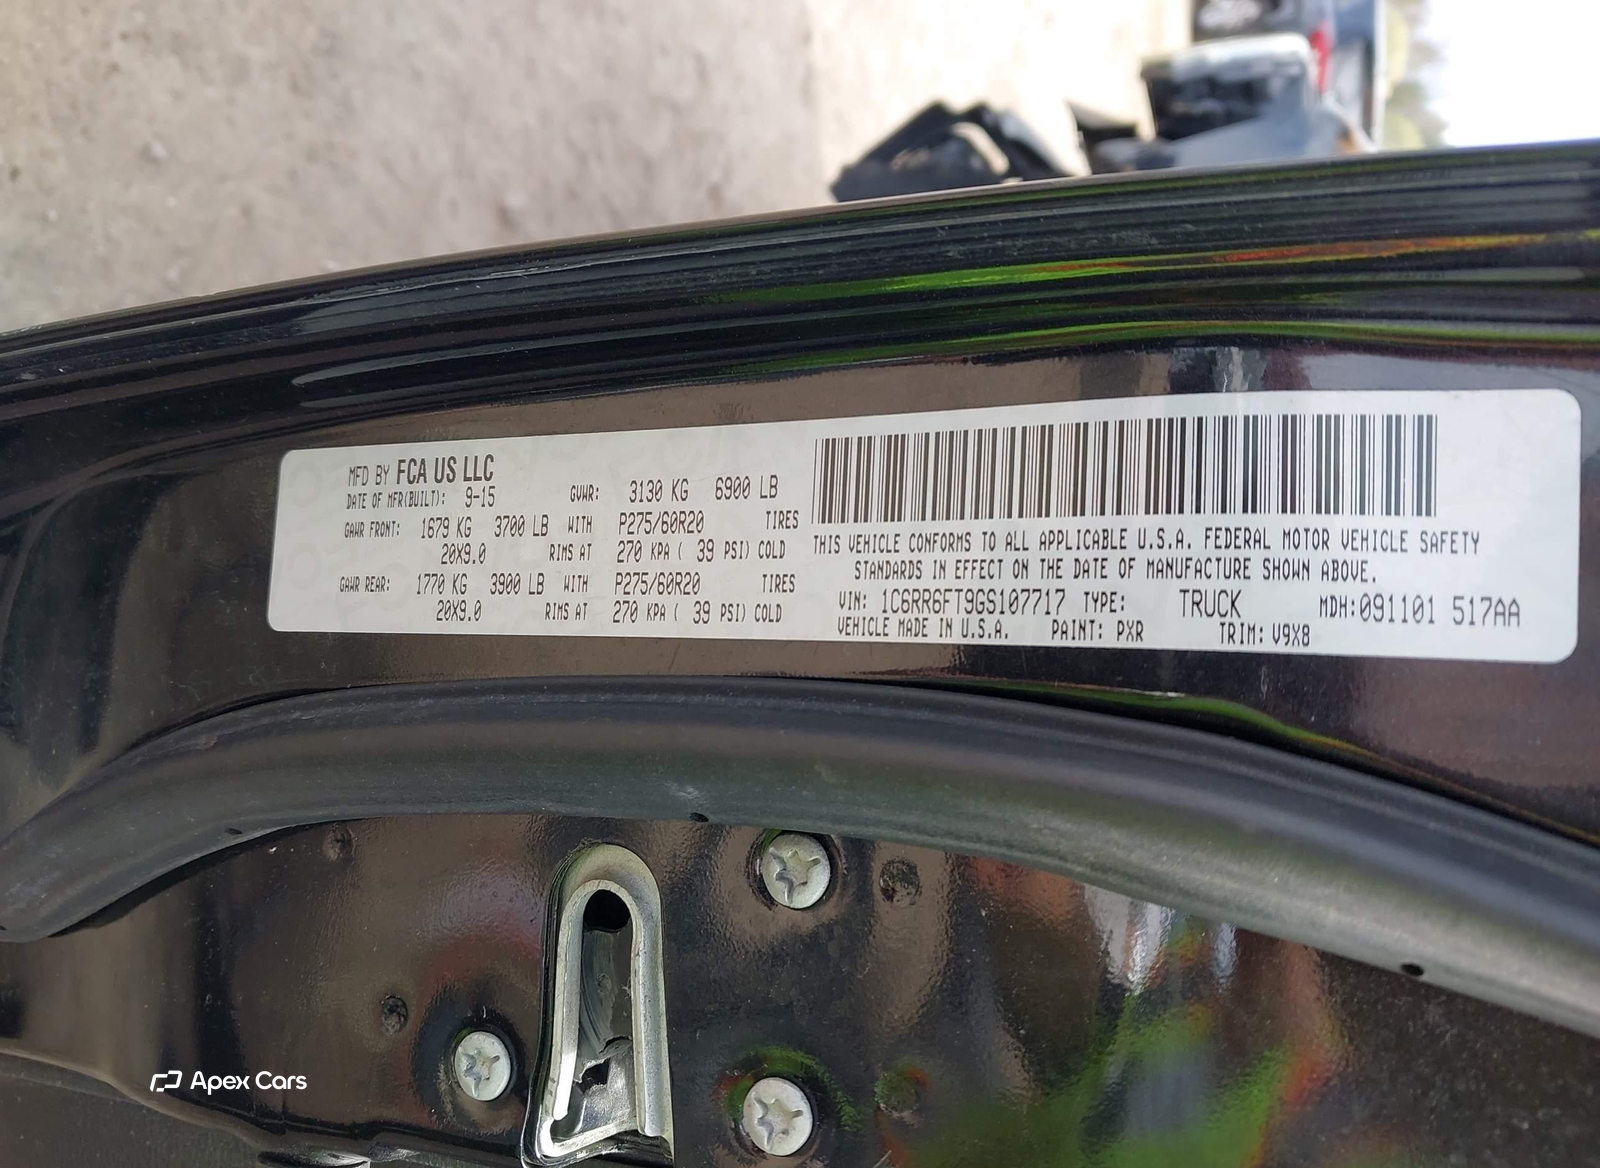 MFD BY FCA US LLC
DATE OF MFR(BUILT): 9-15 GVWR: 3130 KG 6900 LB
GAWR FRONT: 1679 KG 3700 LB WITH P275/60R20 TIRES
20X9.0 RIMS AT 270 KPA ( 39 PSI) COLD
GAWR REAR: 1770 KG 3900 LB WITH P275/60R20 TIRES
20X9.0 RIMS AT 270 KPA ( 39 PSI) COLD
THIS VEHICLE CONFORMS TO ALL APPLICABLE U.S.A. FEDERAL MOTOR VEHICLE SAFETY
STANDARDS IN EFFECT ON THE DATE OF MANUFACTURE SHOWN ABOVE.
VIN: 1C6RR6FT9GS107717 TYPE: TRUCK MDH:091101 517AA
VEHICLE MADE IN U.S.A. PAINT: PXR TRIM: V9X8
Apex Cars